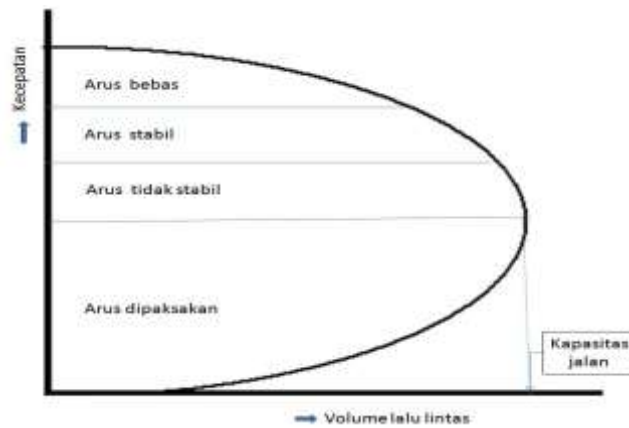 Kecepatan
Arus bebas
Arus stabil
Arus tidak stabil
Arus dipaksakan
Kapasitas
jalan
Volume lalu lintas